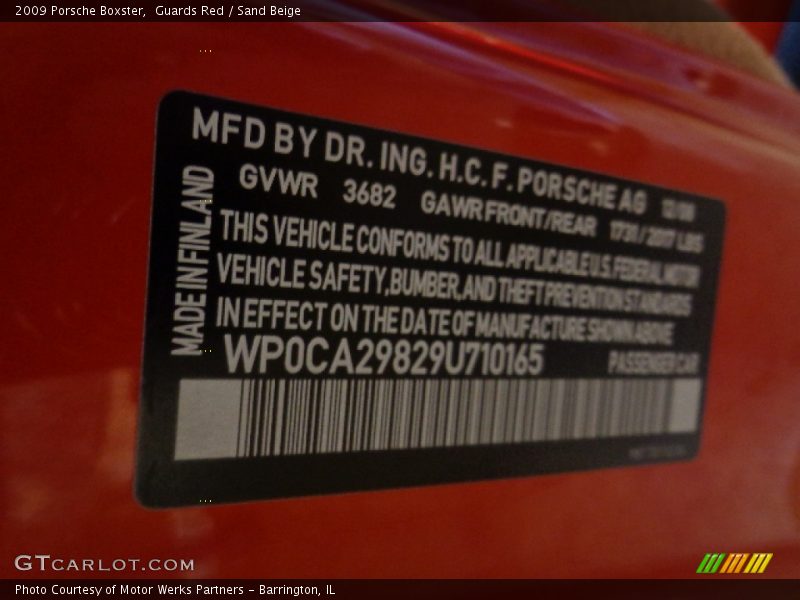 2009 Porsche Boxster,  Guards Red / Sand Beige
MFD BY DR. ING. H.C. F. PORSCHE AG 12/08
GVWR 3682 GAWR FRONT/REAR 1731 / 2017 LBS
THIS VEHICLE CONFORMS TO ALL APPLICABLE U.S. FEDERAL MOTOR
VEHICLE SAFETY,BUMBER,AND THEFT PREVENTION STANDARDS
IN EFFECT ON THE DATE OF MANUFACTURE SHOWN ABOVE
WP0CA29829U710165 PASSENGER CAR
MADE IN FINLAND
GTCARLOT.COM
Photo Courtesy of Motor Werks Partners - Barrington, IL